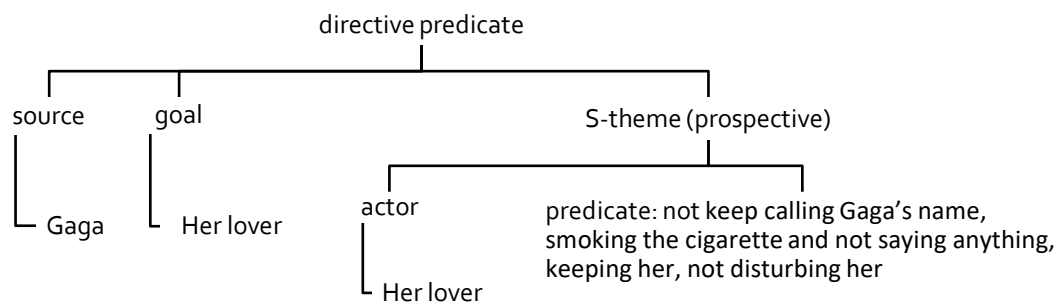 directive predicate
source
goal
S-theme (prospective)
Gaga
Her lover
actor
predicate: not keep calling Gaga’s name,
smoking the cigarette and not saying anything,
keeping her, not disturbing her
Her lover